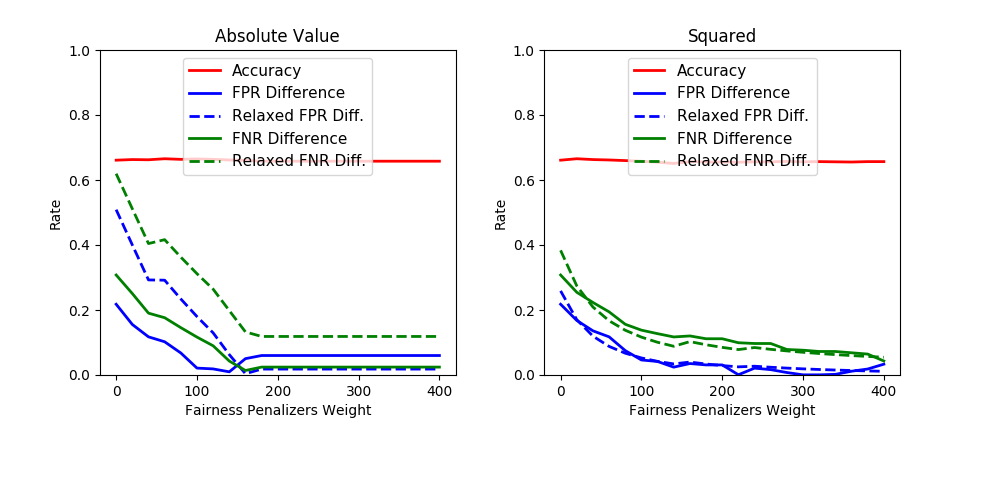 Absolute Value
1.0
0.8
0.6
0.4
0.2
0.0
Rate
0 100 200 300 400
Fairness Penalizers Weight
Accuracy
FPR Difference
Relaxed FPR Diff.
FNR Difference
Relaxed FNR Diff.
Squared
1.0
0.8
0.6
0.4
0.2
0.0
Rate
0 100 200 300 400
Fairness Penalizers Weight
Accuracy
FPR Difference
Relaxed FPR Diff.
FNR Difference
Relaxed FNR Diff.